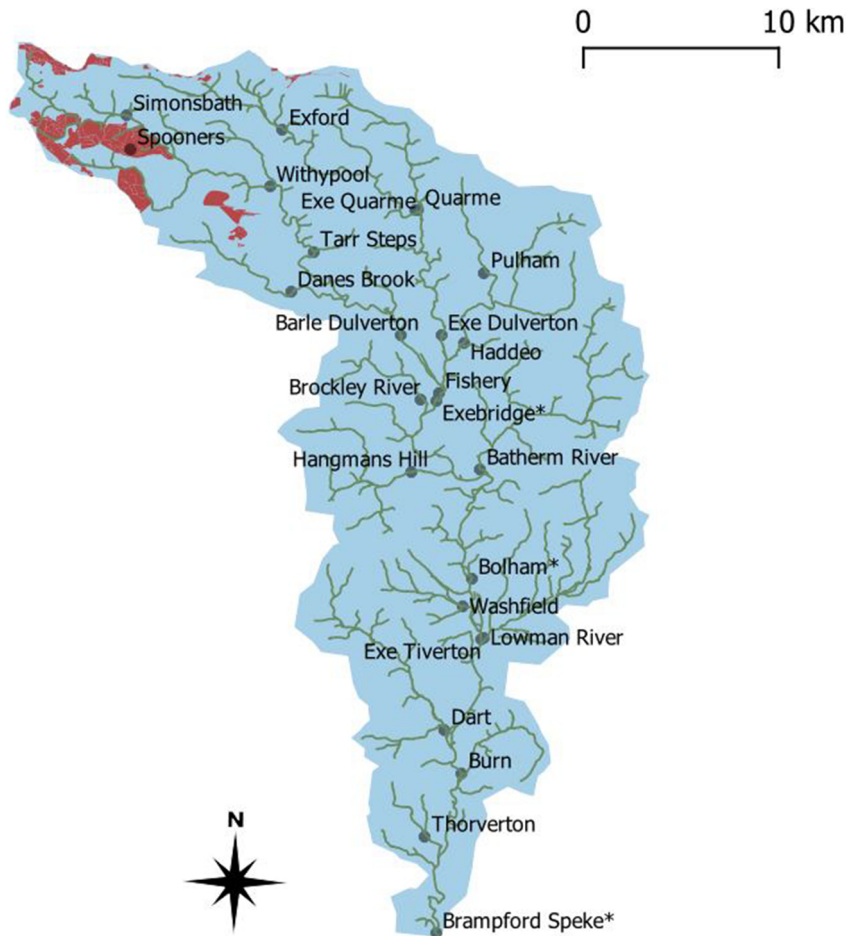 0 10 km
Simonsbath
Exford
Spooners
Withypool
Exe Quarme Quarme
Tarr Steps
Pulham
Danes Brook
Barle Dulverton Exe Dulverton
Haddeo
Fishery
Brockley River
Exebridge*
Hangmans Hill Batherm River
Bolham*
Washfield
Lowman River
Exe Tiverton
Dart
Burn
N
Thorverton
Brampford Speke*